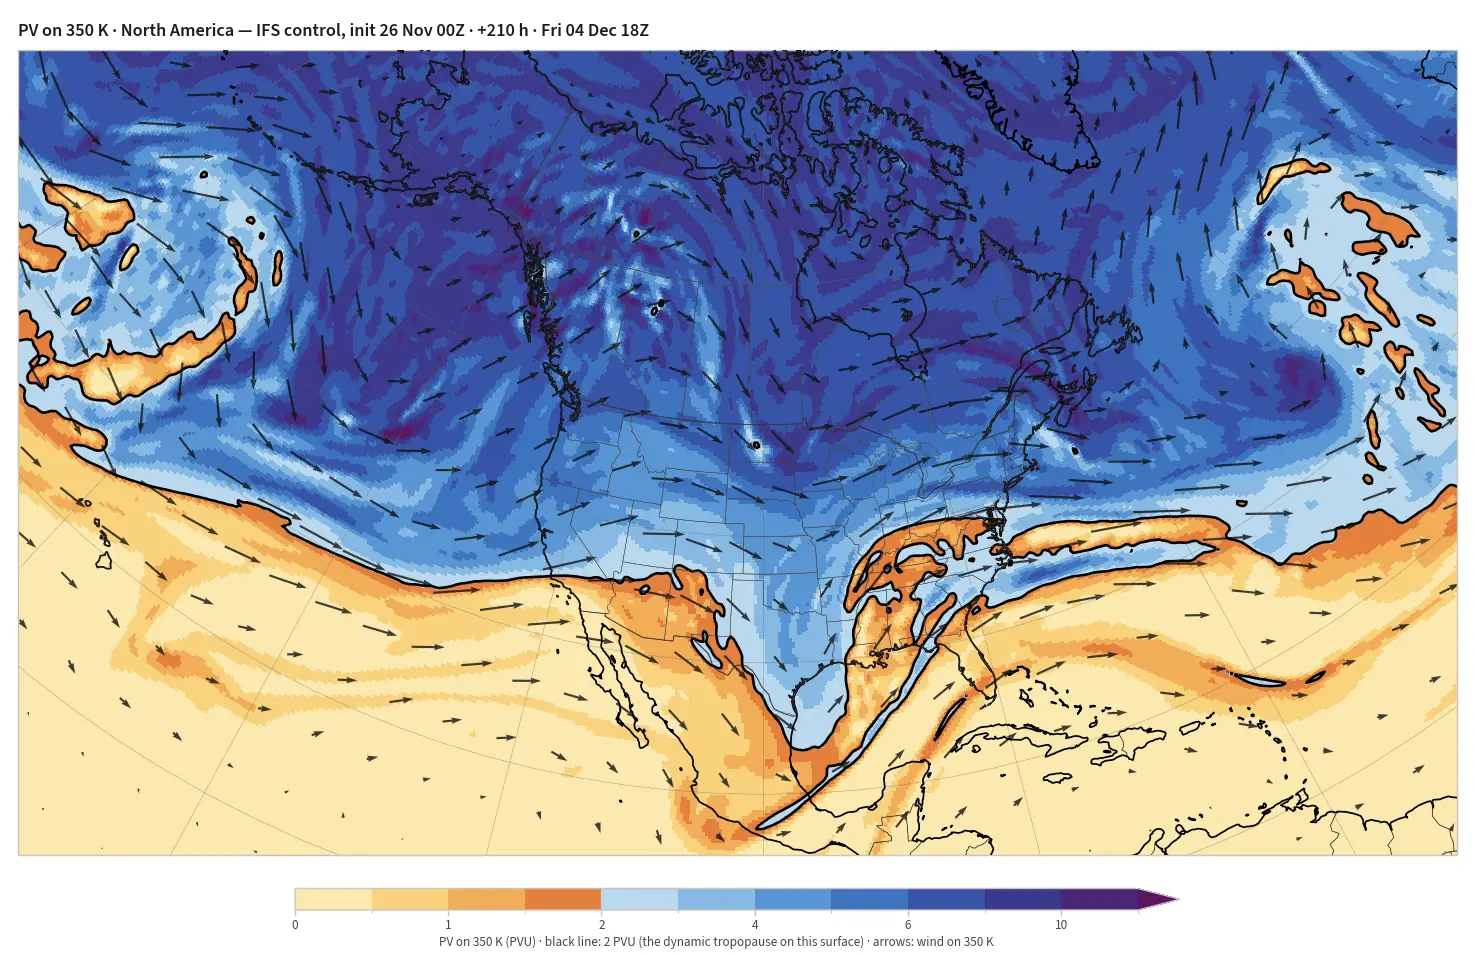 PV on 350 K · North America — IFS control, init 26 Nov 00Z · +210 h · Fri 04 Dec 18Z
0 1 2 4 6 10
PV on 350 K (PVU) · black line: 2 PVU (the dynamic tropopause on this surface) · arrows: wind on 350 K